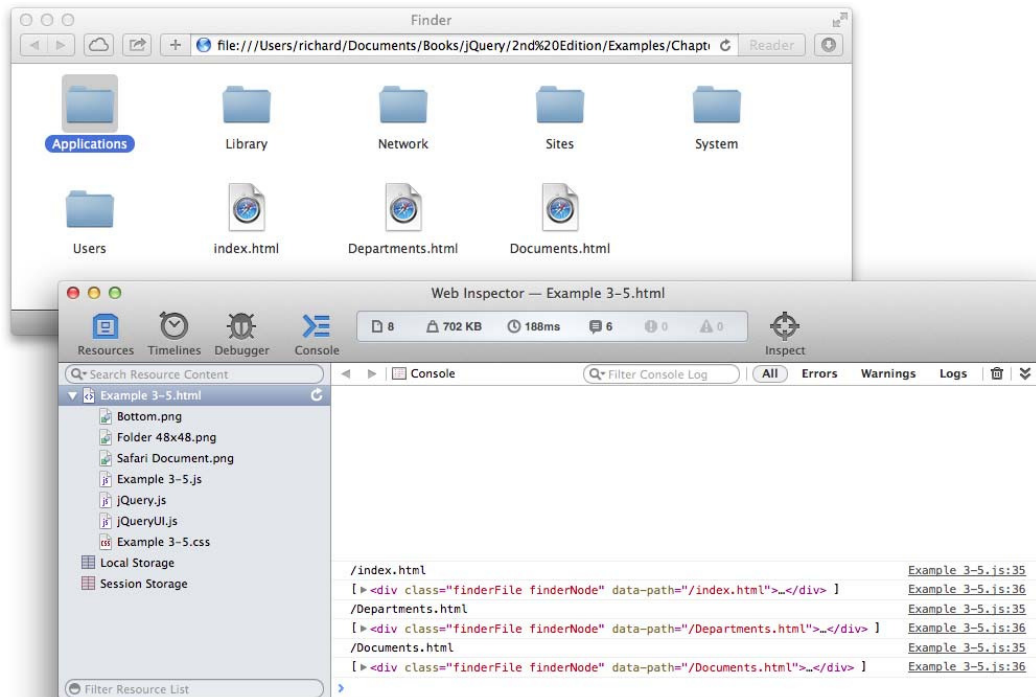 Finder
file:///Users/richard/Documents/Books/jQuery/2nd%20Edition/Examples/Chapt
Reader
Applications
Library
Network
Sites
System
Users
index.html
Departments.html
Documents.html
Web Inspector — Example 3-5.html
8
702 KB
188ms
6
0
0
Resources
Timelines
Debugger
Console
Inspect
Search Resource Content
Console
Filter Console Log
All
Errors
Warnings
Logs
Example 3-5.html
Bottom.png
Folder 48x48.png
Safari Document.png
Example 3-5.js
jQuery.js
jQueryUI.js
Example 3-5.css
Local Storage
Session Storage
Filter Resource List
/index.html Example 3-5.js:35
[ ▶<div class="finderFile finderNode" data-path="/index.html">…</div> ] Example 3-5.js:36
/Departments.html Example 3-5.js:35
[ ▶<div class="finderFile finderNode" data-path="/Departments.html">…</div> ] Example 3-5.js:36
/Documents.html Example 3-5.js:35
[ ▶<div class="finderFile finderNode" data-path="/Documents.html">…</div> ] Example 3-5.js:36